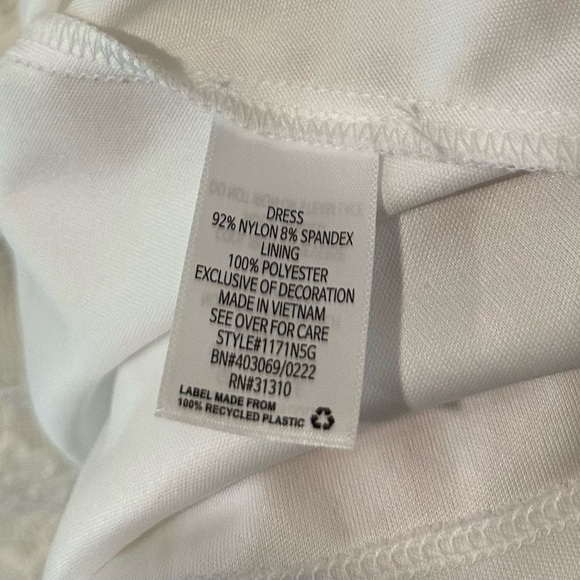 DRESS
92% NYLON 8% SPANDEX
LINING
100% POLYESTER
EXCLUSIVE OF DECORATION
MADE IN VIETNAM
SEE OVER FOR CARE
STYLE#1171N5G
BN#403069/0222
RN#31310
LABEL MADE FROM
100% RECYCLED PLASTIC